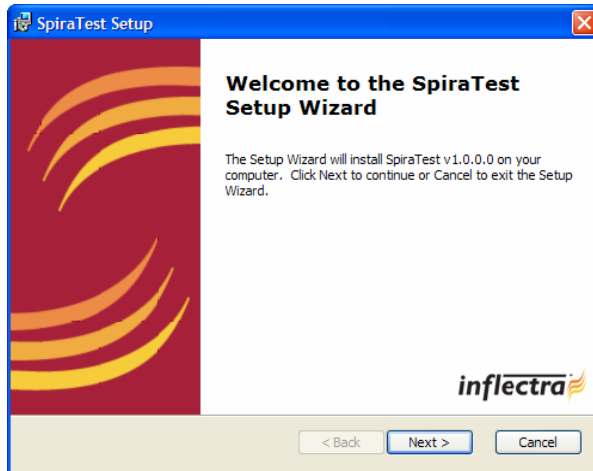 SpiraTest Setup
Welcome to the SpiraTest
Setup Wizard
The Setup Wizard will install SpiraTest v1.0.0.0 on your
computer. Click Next to continue or Cancel to exit the Setup
Wizard.
inflectra
< Back Next > Cancel